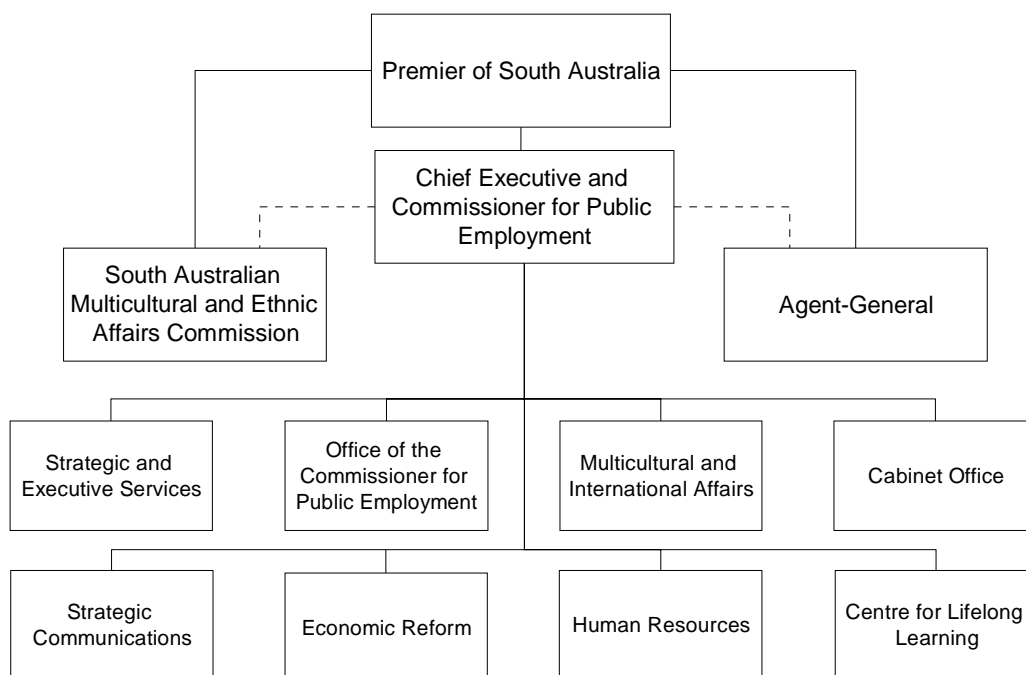 Premier of South Australia
Chief Executive and
Commissioner for Public
Employment
South Australian
Multicultural and Ethnic
Affairs Commission
Agent-General
Strategic and
Executive Services
Office of the
Commissioner for
Public Employment
Multicultural and
International Affairs
Cabinet Office
Strategic
Communications
Economic Reform
Human Resources
Centre for Lifelong
Learning